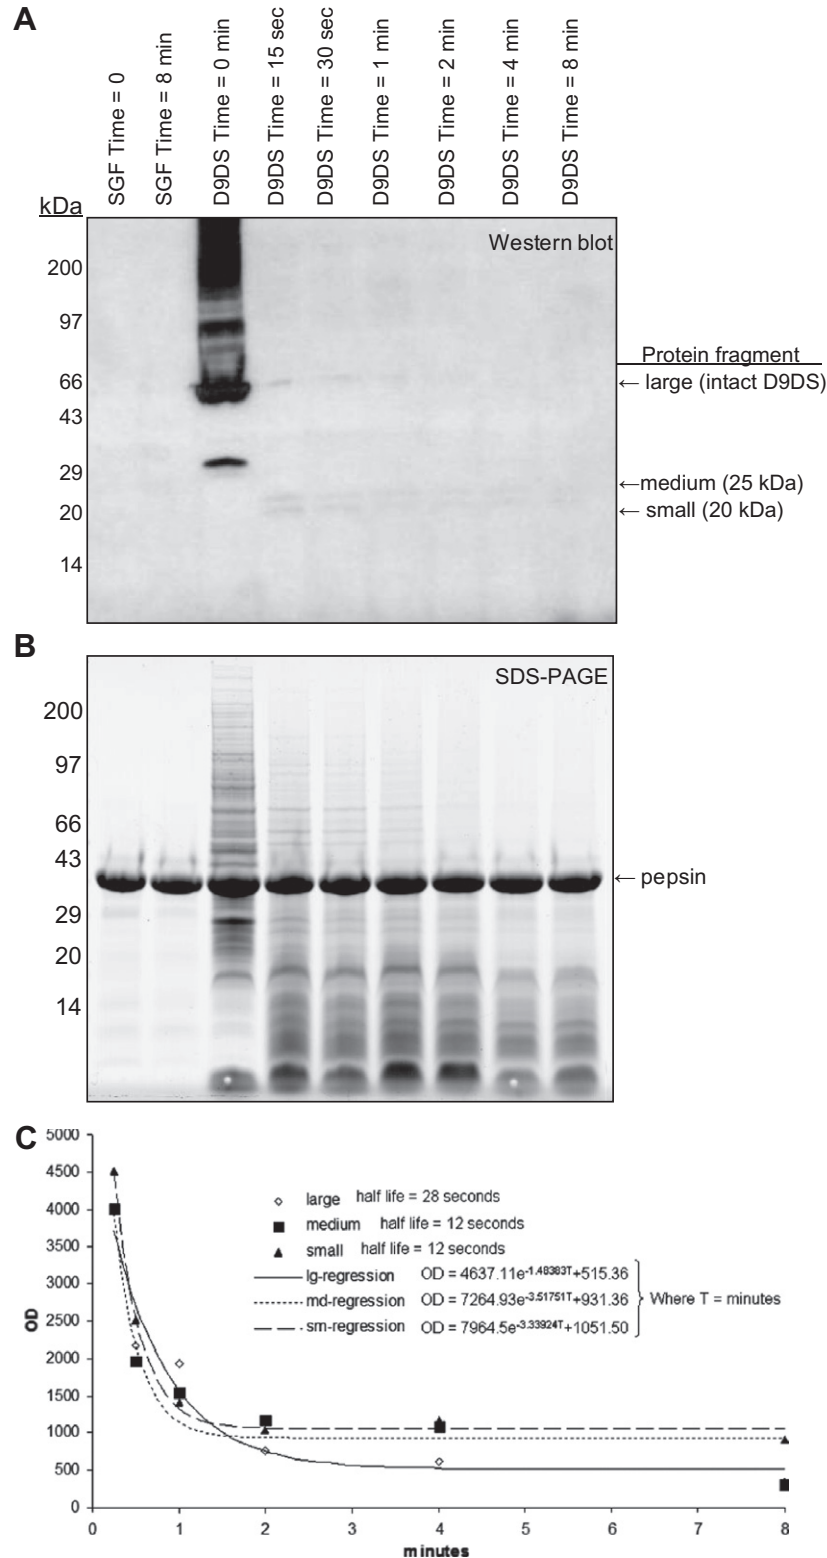 A
SGF Time = 0
SGF Time = 8 min
D9DS Time = 0 min
D9DS Time = 15 sec
D9DS Time = 30 sec
D9DS Time = 1 min
D9DS Time = 2 min
D9DS Time = 4 min
D9DS Time = 8 min
kDa
Western blot
200
97
66
43
29
20
14
Protein fragment
← large (intact D9DS)
←medium (25 kDa)
← small (20 kDa)
B
SDS-PAGE
200
97
66
43
29
20
14
← pepsin
C
5000
4500
4000
3500
3000
2500
2000
1500
1000
500
0
OD
large half life = 28 seconds
medium half life = 12 seconds
small half life = 12 seconds
lg-regression OD = 4637.11e-1.48383T+515.36
md-regression OD = 7264.93e-3.51751T+931.36
sm-regression OD = 7964.5e-3.33924T+1051.50
Where T = minutes
0 1 2 3 4 5 6 7 8
minutes